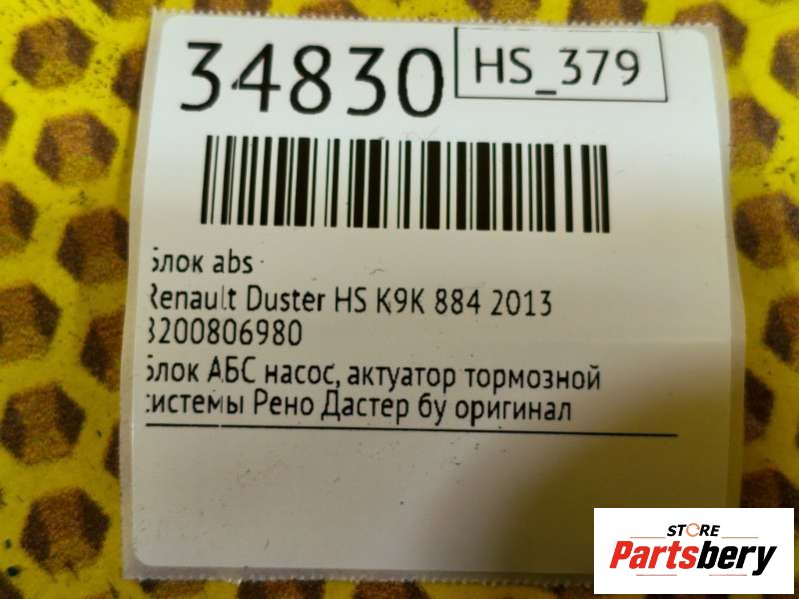 34830
HS_379
блок abs
Renault Duster HS K9K 884 2013
8200806980
блок АБС насос, актуатор тормозной
системы Рено Дастер бу оригинал
STORE
Partsbery